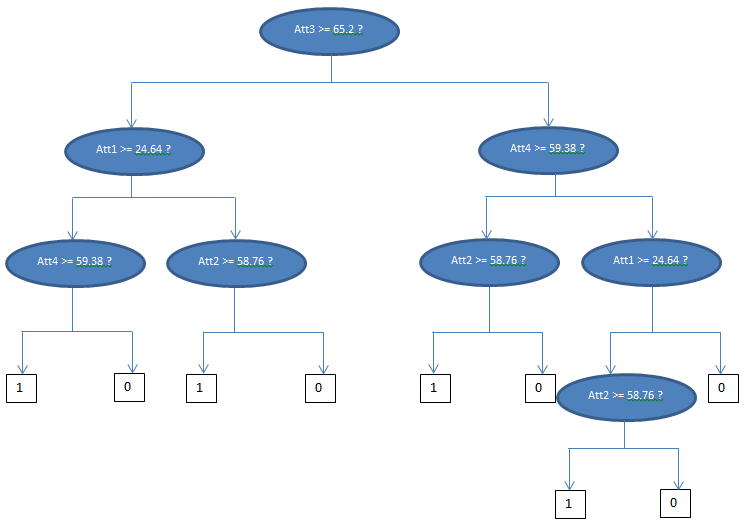 Att3 >= 65.2 ?
Att1 >= 24.64 ?
Att4 >= 59.38 ?
Att4 >= 59.38 ?
Att2 >= 58.76 ?
Att2 >= 58.76 ?
Att1 >= 24.64 ?
1
0
1
0
1
0
Att2 >= 58.76 ?
0
1
0